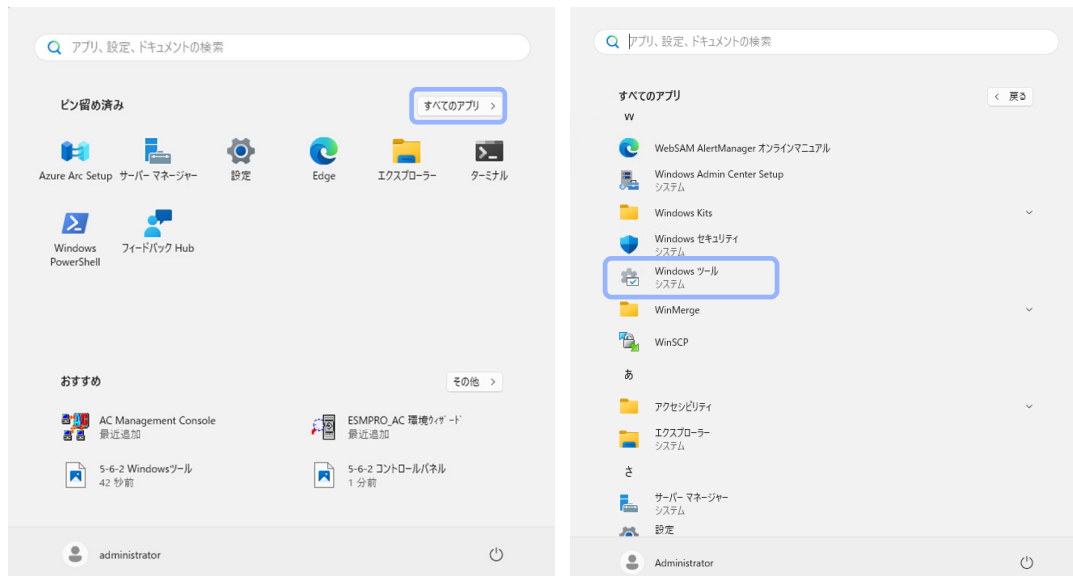 アプリ、設定、ドキュメントの検索
ピン留め済み
すべてのアプリ >
Azure Arc Setup
サーバー マネージャー
設定
Edge
エクスプローラー
ターミナル
Windows
PowerShell
フィードバック Hub
おすすめ
その他 >
AC Management Console
最近追加
ESMPRO_AC 環境ウィザード
最近追加
5-6-2 Windowsツール
42 秒前
5-6-2 コントロールパネル
1 分前
administrator
アプリ、設定、ドキュメントの検索
すべてのアプリ
< 戻る
W
WebSAM AlertManager オンラインマニュアル
Windows Admin Center Setup
システム
Windows Kits
Windows セキュリティ
システム
Windows ツール
システム
WinMerge
WinSCP
あ
アクセシビリティ
エクスプローラー
システム
さ
サーバー マネージャー
システム
設定
Administrator